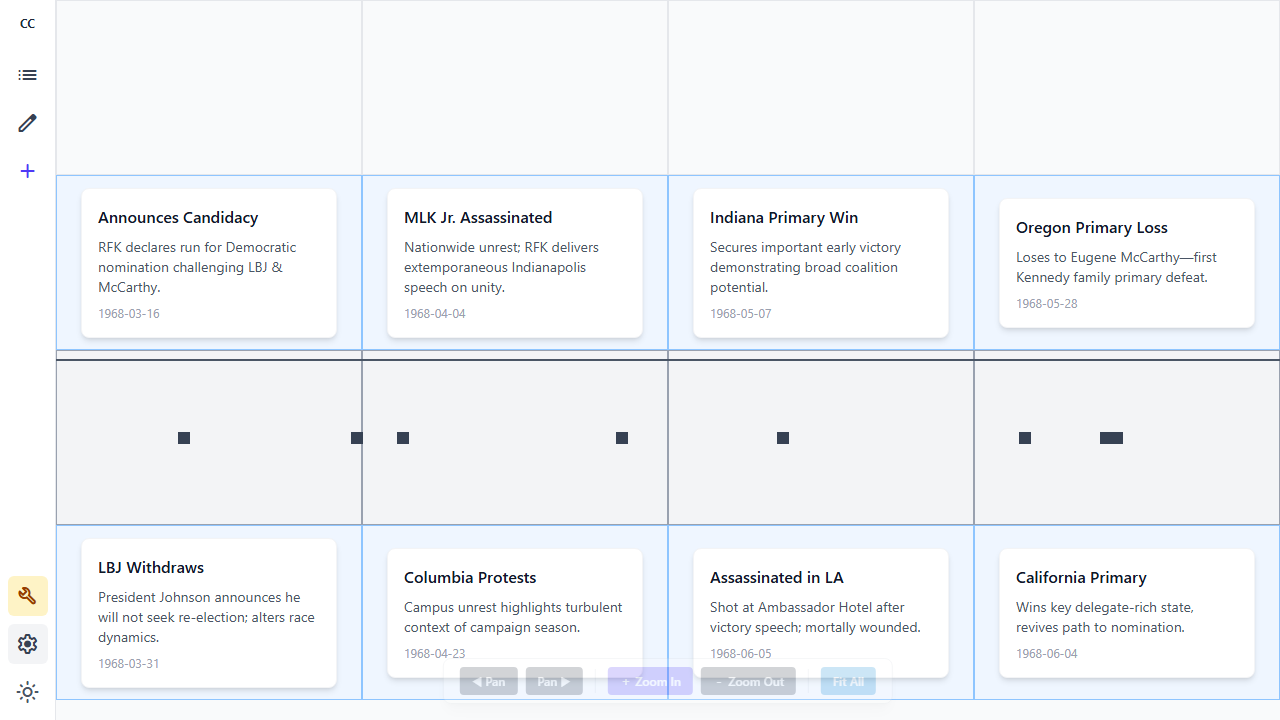 CC
Announces Candidacy
RFK declares run for Democratic
nomination challenging LBJ &
McCarthy.
1968-03-16
MLK Jr. Assassinated
Nationwide unrest; RFK delivers
extemporaneous Indianapolis
speech on unity.
1968-04-04
Indiana Primary Win
Secures important early victory
demonstrating broad coalition
potential.
1968-05-07
Oregon Primary Loss
Loses to Eugene McCarthy—first
Kennedy family primary defeat.
1968-05-28
LBJ Withdraws
President Johnson announces he
will not seek re-election; alters race
dynamics.
1968-03-31
Columbia Protests
Campus unrest highlights turbulent
context of campaign season.
1968-04-23
Assassinated in LA
Shot at Ambassador Hotel after
victory speech; mortally wounded.
1968-06-05
California Primary
Wins key delegate-rich state,
revives path to nomination.
1968-06-04
◀ Pan
Pan ▶
+ Zoom In
- Zoom Out
Fit All